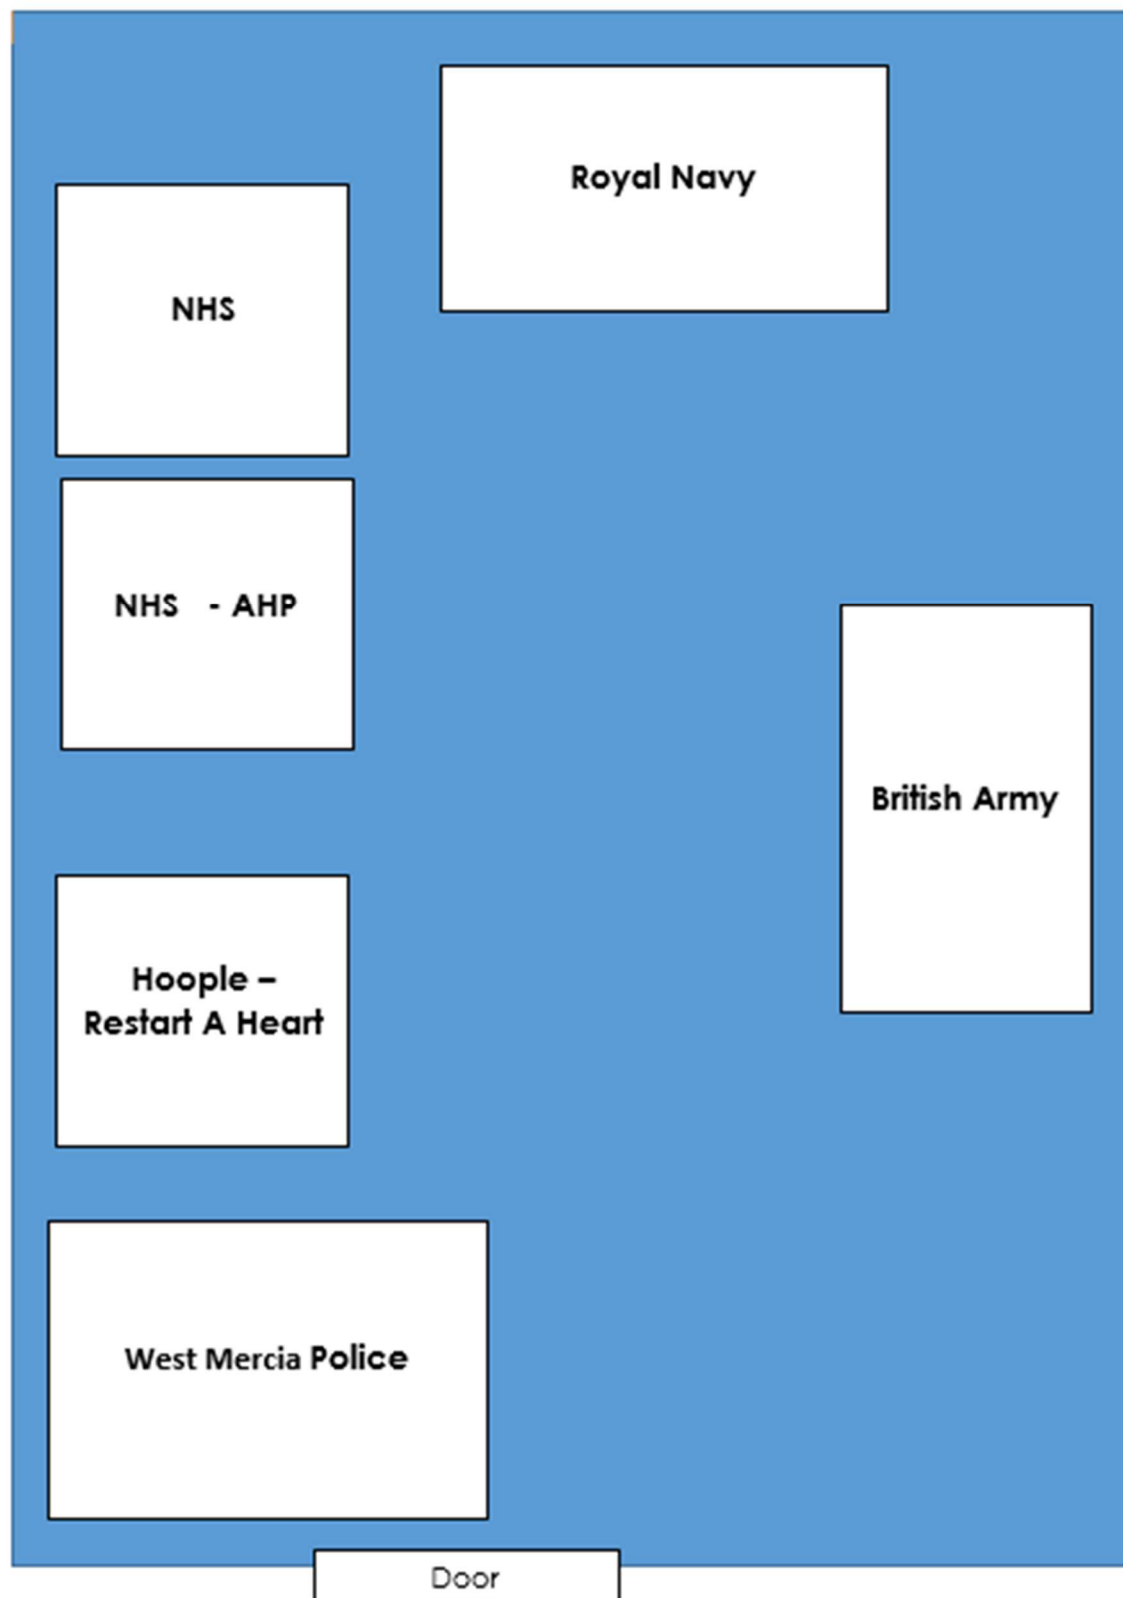 Royal Navy
NHS
NHS - AHP
British Army
Hoople –
Restart A Heart
West Mercia Police
Door